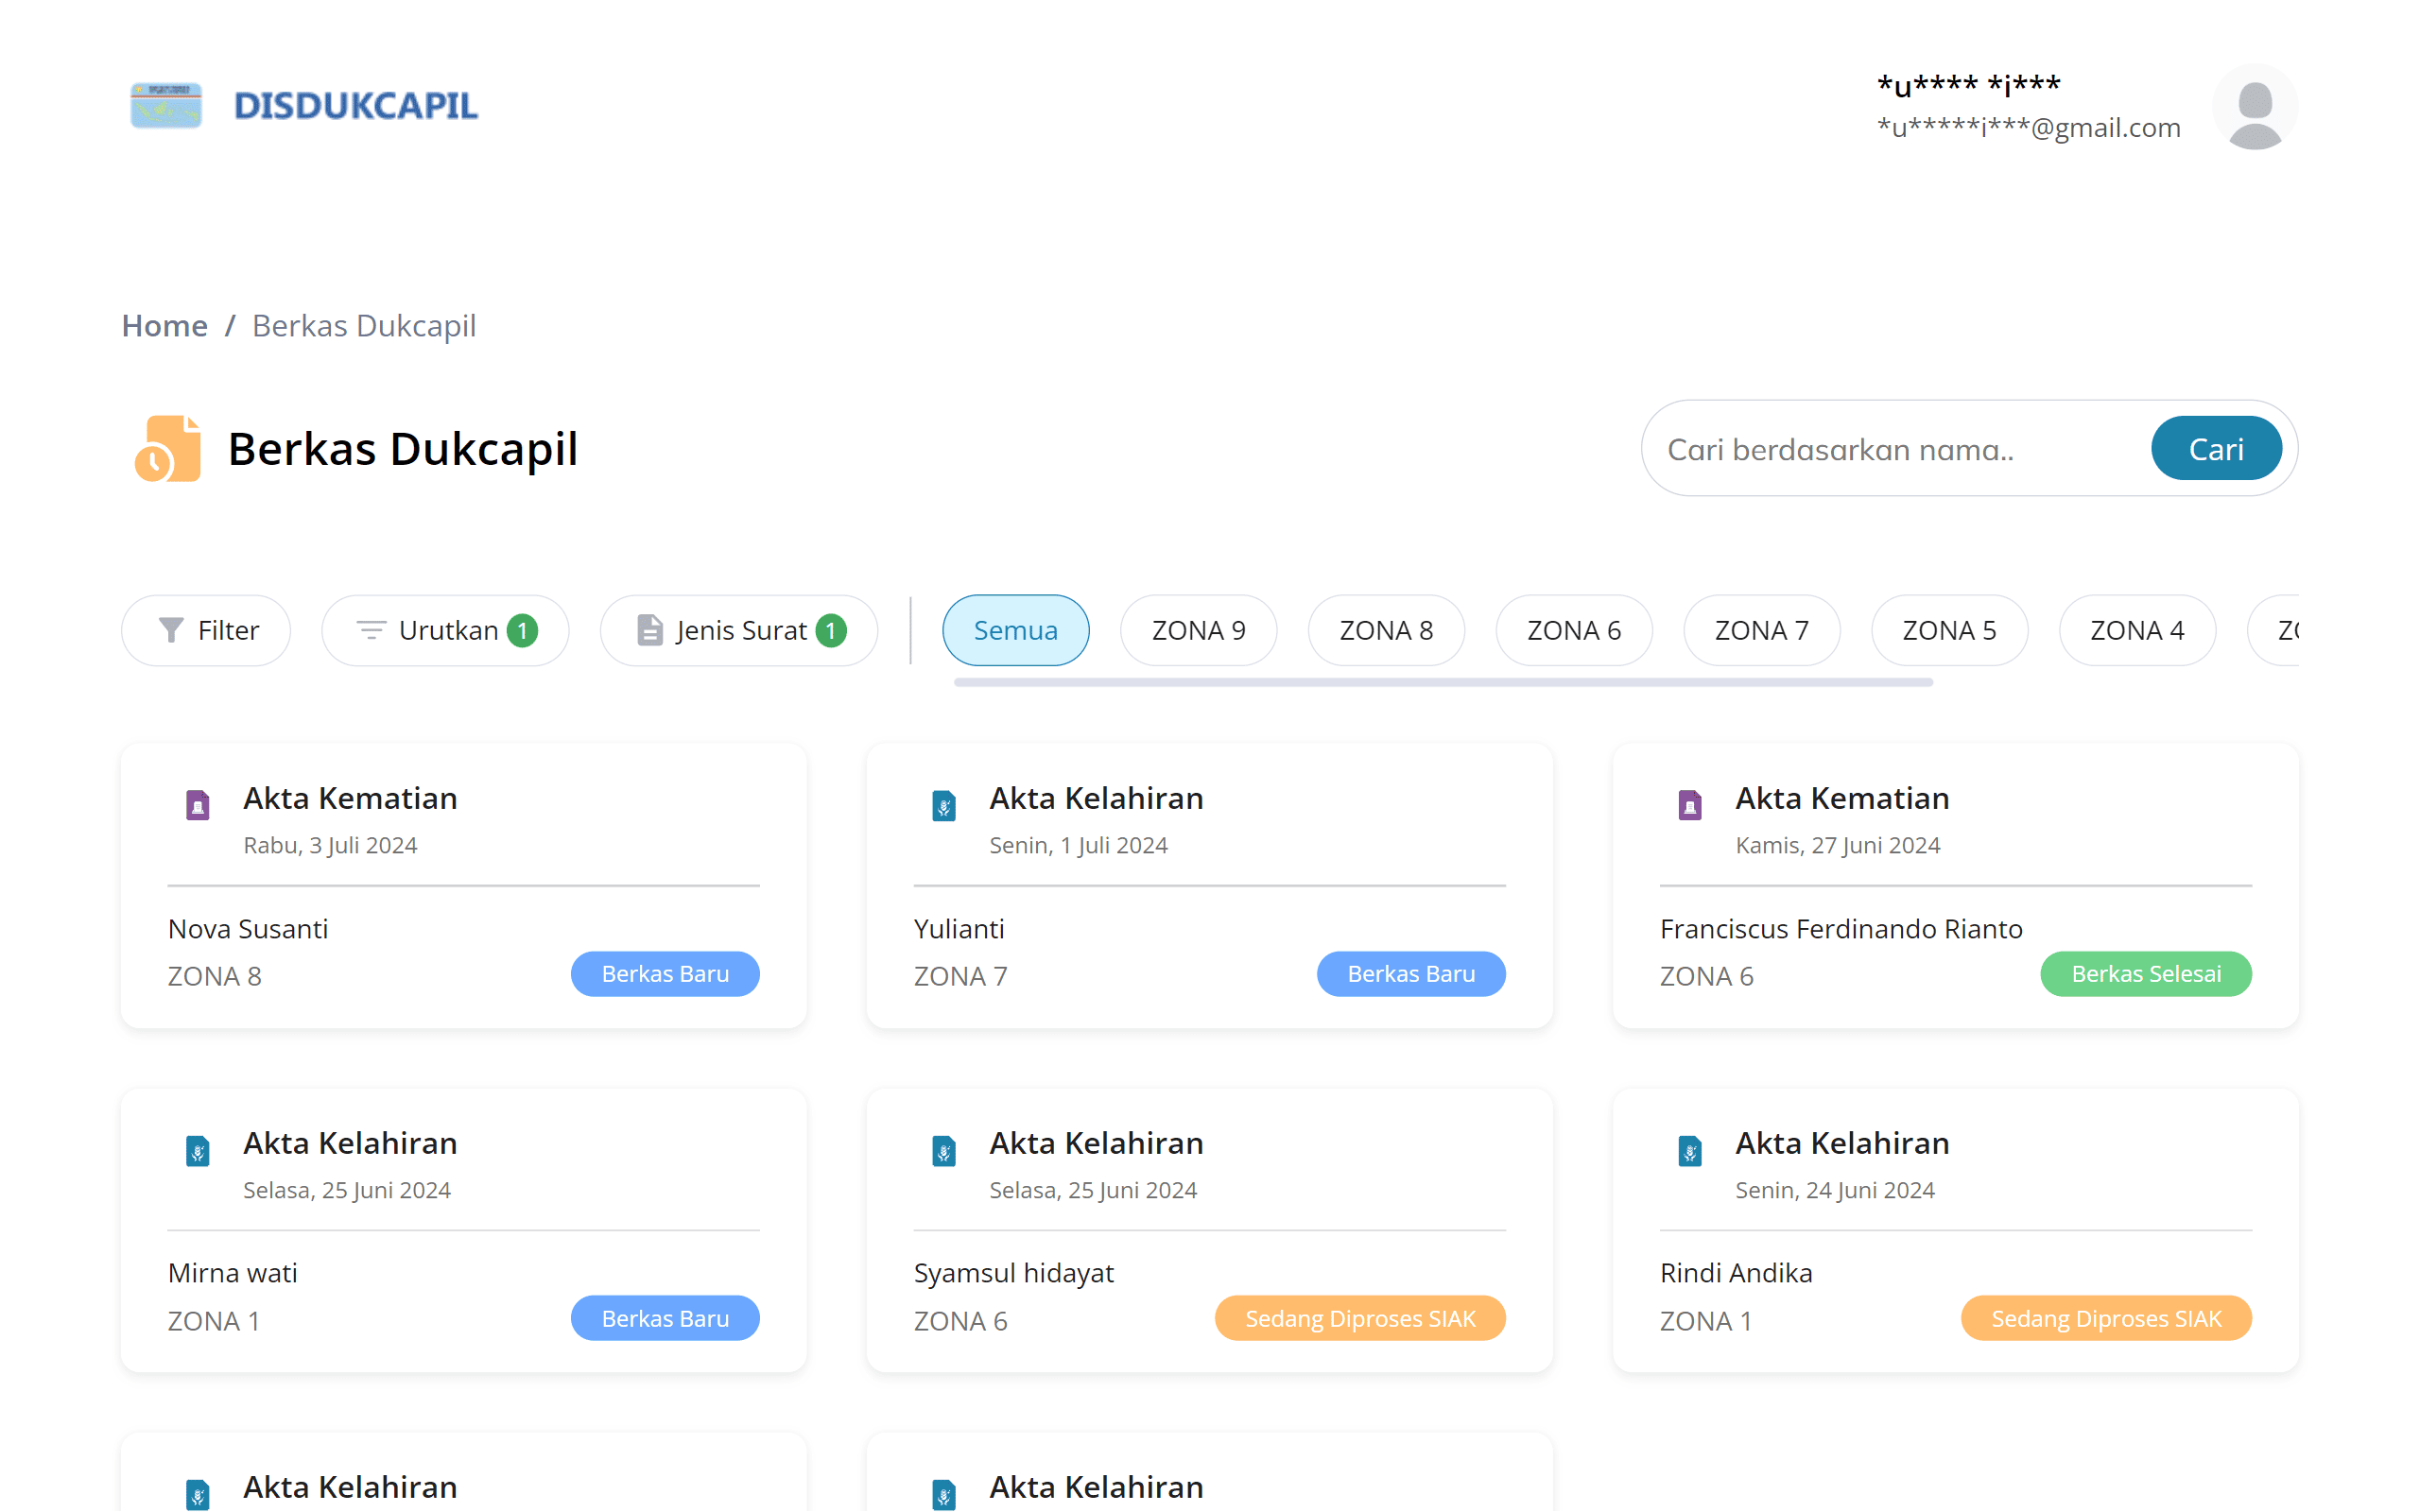 DISDUKCAPIL
*u**** *i***
*u*****i***@gmail.com
Home / Berkas Dukcapil
Berkas Dukcapil
Cari berdasarkan nama..
Cari
Filter
Urutkan 1
Jenis Surat 1
Semua
ZONA 9
ZONA 8
ZONA 6
ZONA 7
ZONA 5
ZONA 4
Akta Kematian
Rabu, 3 Juli 2024
Nova Susanti
ZONA 8
Berkas Baru
Akta Kelahiran
Senin, 1 Juli 2024
Yulianti
ZONA 7
Berkas Baru
Akta Kematian
Kamis, 27 Juni 2024
Franciscus Ferdinando Rianto
ZONA 6
Berkas Selesai
Akta Kelahiran
Selasa, 25 Juni 2024
Mirna wati
ZONA 1
Berkas Baru
Akta Kelahiran
Selasa, 25 Juni 2024
Syamsul hidayat
ZONA 6
Sedang Diproses SIAK
Akta Kelahiran
Senin, 24 Juni 2024
Rindi Andika
ZONA 1
Sedang Diproses SIAK
Akta Kelahiran
Akta Kelahiran